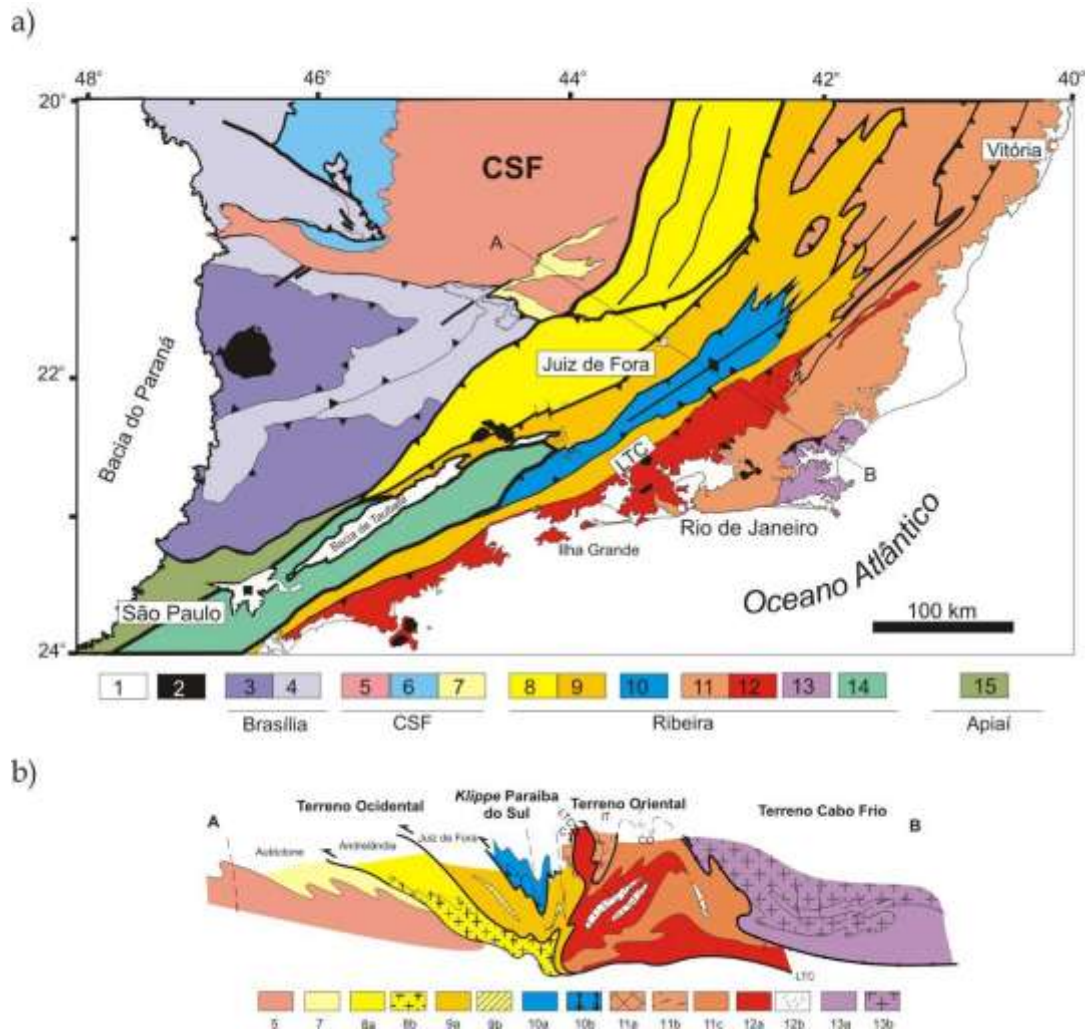 a)
48° 46° 44° 42° 40°
20°
CSF
Vitória
A
Bacia do Paraná
22°
Juiz de Fora
LTC
B
Bacia de Taubaté
Rio de Janeiro
Ilha Grande
Oceano Atlântico
São Paulo
100 km
24°
1 2 3 4 5 6 7 8 9 10 11 12 13 14 15
Brasília CSF Ribeira Apiaí
b)
Klippe Paraíba
Terreno Ocidental do Sul Terreno Oriental Terreno Cabo Frio
A B
IT
Autóctone Andrelândia Juiz de Fora
LTC
5 7 8a 8b 9a 9b 10a 10b 11a 11b 11c 12a 12b 13a 13b